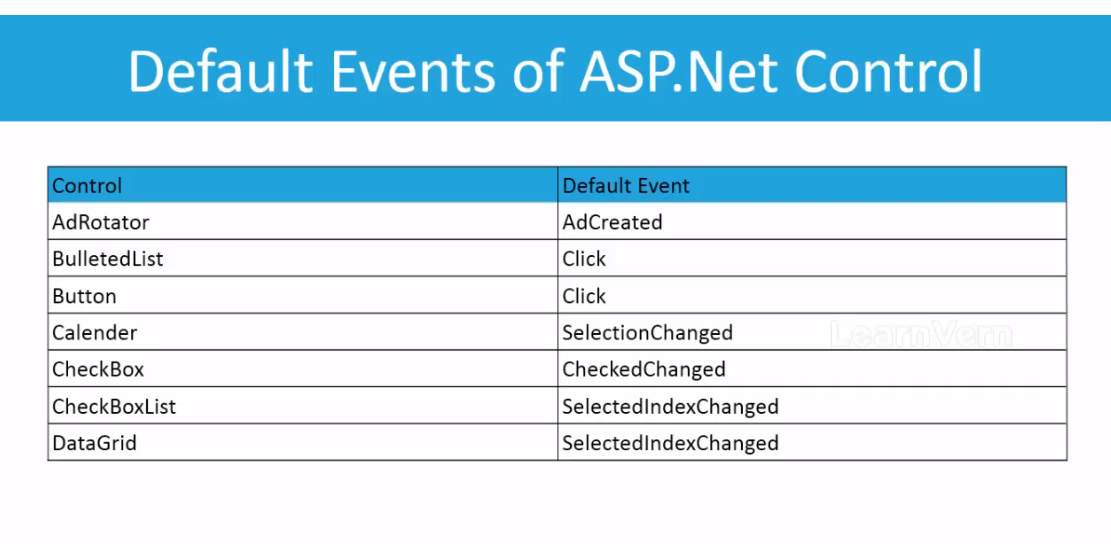 Default Events of ASP.Net Control
Control Default Event
AdRotator AdCreated
BulletedList Click
Button Click
Calender SelectionChanged
LearnVern
CheckBox CheckedChanged
CheckBoxList SelectedIndexChanged
DataGrid SelectedIndexChanged